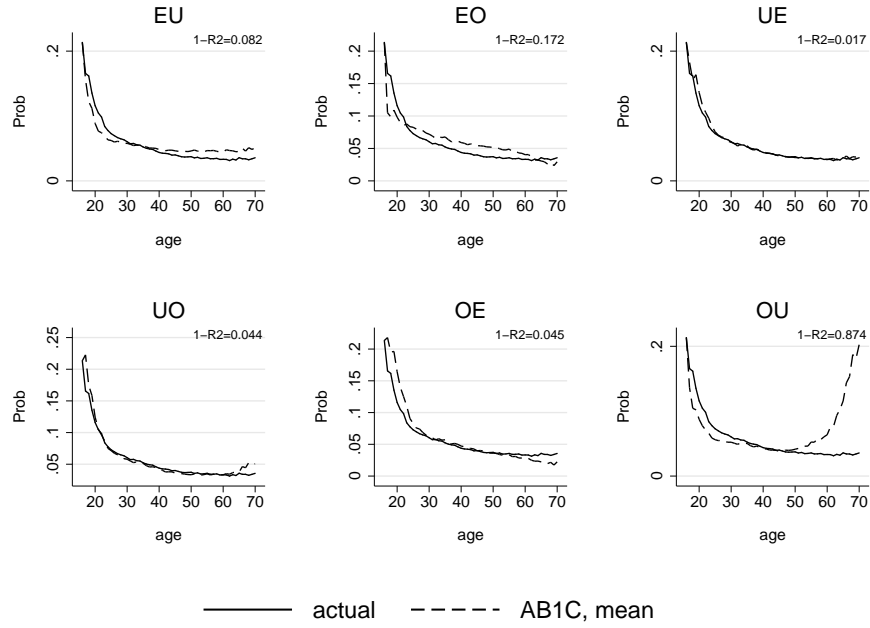 EU
1−R2=0.082
Prob
0
.2
20 30 40 50 60 70
age
EO
1−R2=0.172
Prob
0
.05
.1
.15
.2
20 30 40 50 60 70
age
UE
1−R2=0.017
Prob
0
.2
20 30 40 50 60 70
age
UO
1−R2=0.044
Prob
.05
.1
.15
.2
.25
20 30 40 50 60 70
age
OE
1−R2=0.045
Prob
0
.05
.1
.15
.2
20 30 40 50 60 70
age
OU
1−R2=0.874
Prob
0
.2
20 30 40 50 60 70
age
actual AB1C, mean